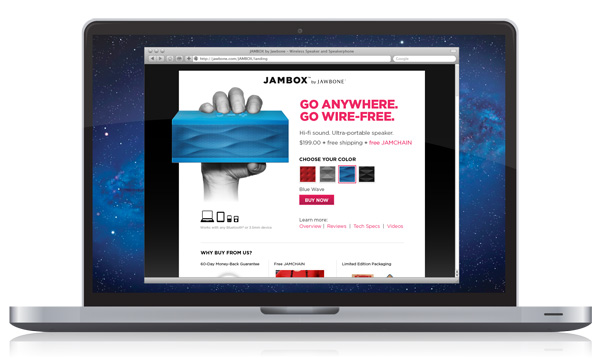 JAMBOX by Jawbone - Wireless Speaker and Speakerphone
http://jawbone.com/JAMBOX/landing
Google
JAMBOX™ by JAWBONE®
GO ANYWHERE.
GO WIRE-FREE.
Hi-fi sound. Ultra-portable speaker.
$199.00 + free shipping + free JAMCHAIN
CHOOSE YOUR COLOR
Blue Wave
BUY NOW
Works with any Bluetooth® or 3.5mm device
Learn more:
Overview | Reviews | Tech Specs | Videos
WHY BUY FROM US?
60-Day Money-Back Guarantee
Free JAMCHAIN
Limited Edition Packaging